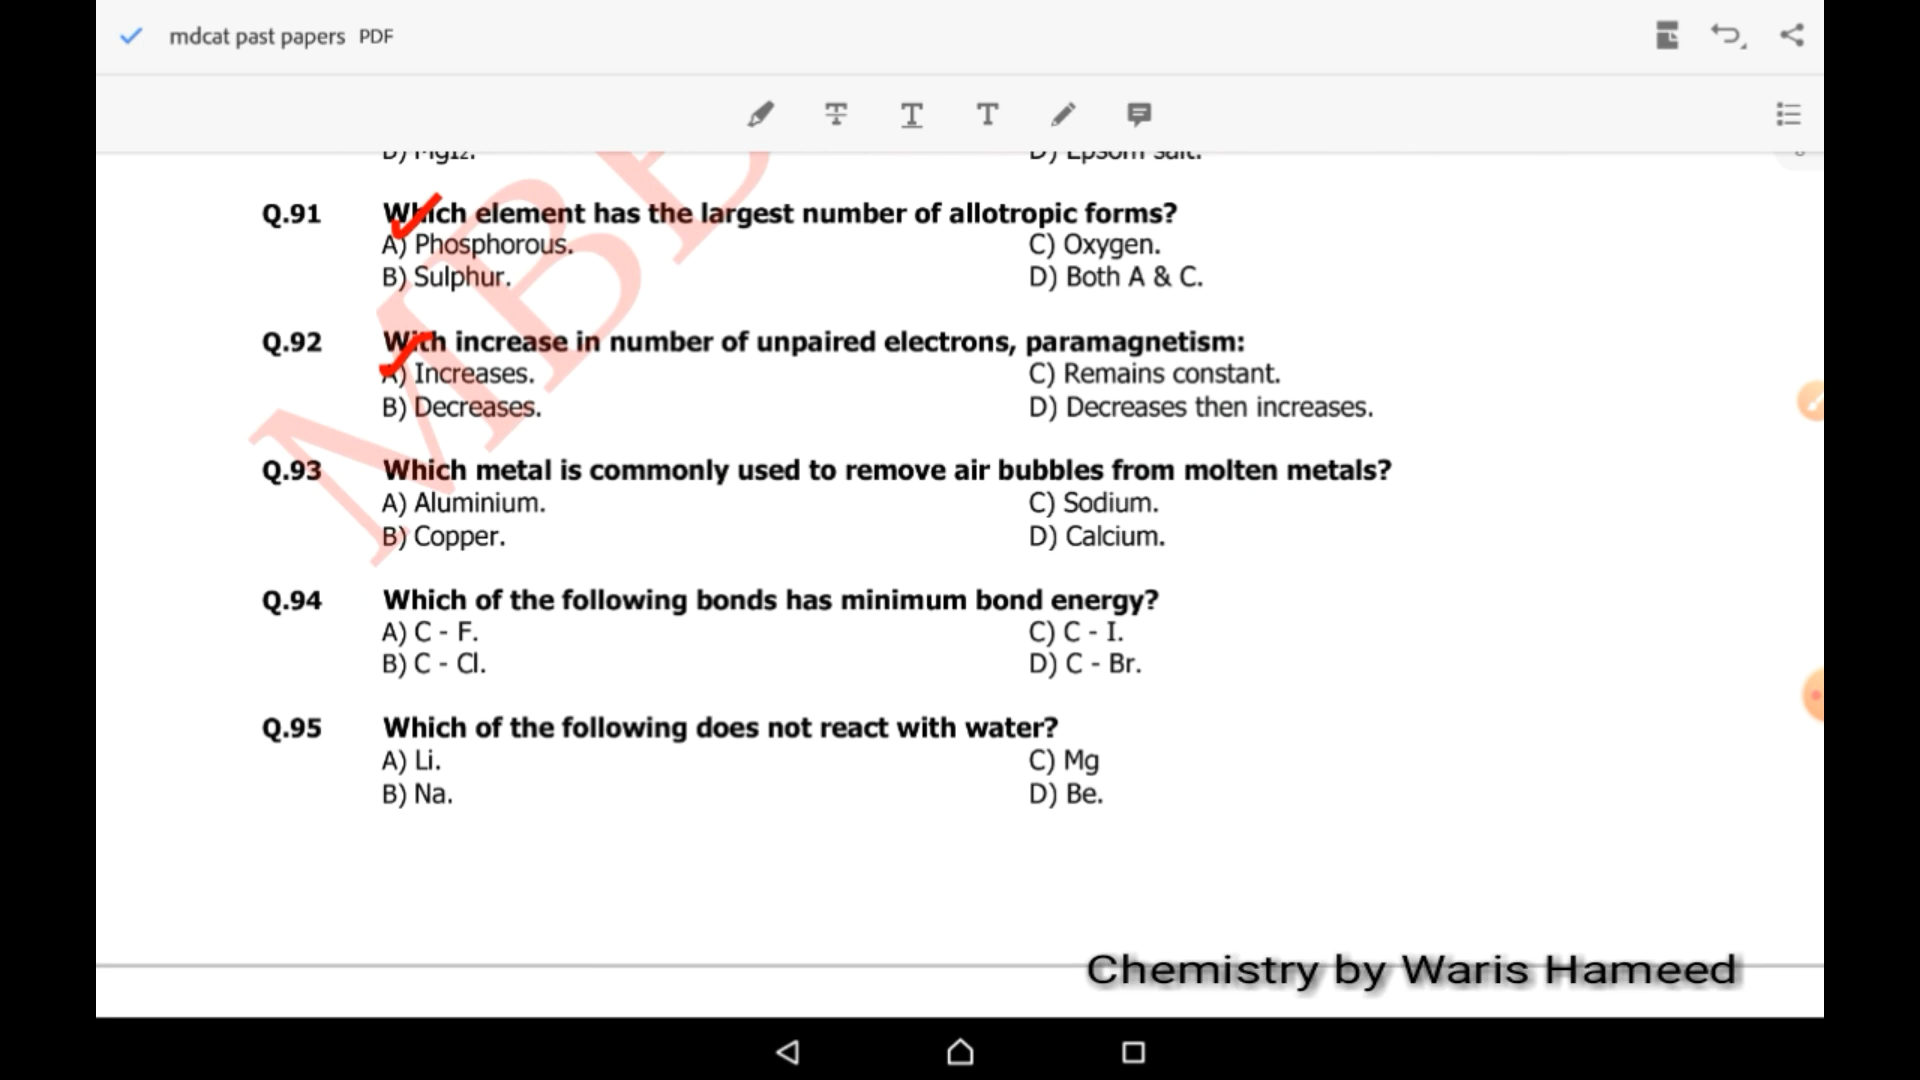 mdcat past papers PDF
D) MgI2.
D) Epsom salt.
Q.91 Which element has the largest number of allotropic forms?
A) Phosphorous.
C) Oxygen.
B) Sulphur.
D) Both A & C.
Q.92 With increase in number of unpaired electrons, paramagnetism:
A) Increases.
C) Remains constant.
B) Decreases.
D) Decreases then increases.
Q.93 Which metal is commonly used to remove air bubbles from molten metals?
A) Aluminium.
C) Sodium.
B) Copper.
D) Calcium.
Q.94 Which of the following bonds has minimum bond energy?
A) C - F.
C) C - I.
B) C - Cl.
D) C - Br.
Q.95 Which of the following does not react with water?
A) Li.
C) Mg
B) Na.
D) Be.
MBB
Chemistry by Waris Hameed